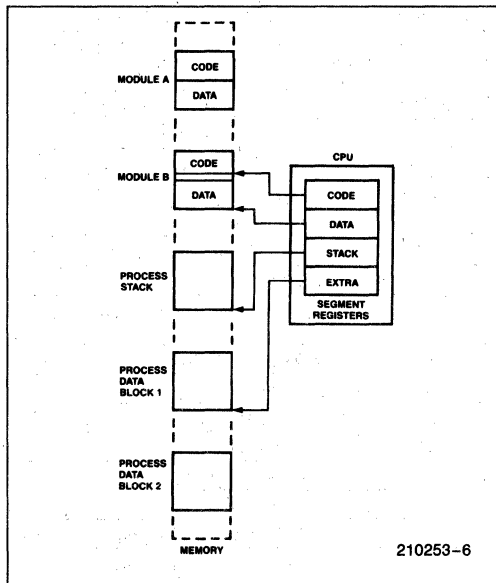 MODULE A
CODE
DATA
MODULE B
CODE
DATA
CPU
CODE
DATA
STACK
EXTRA
SEGMENT
REGISTERS
PROCESS
STACK
PROCESS
DATA
BLOCK 1
PROCESS
DATA
BLOCK 2
MEMORY
210253–6